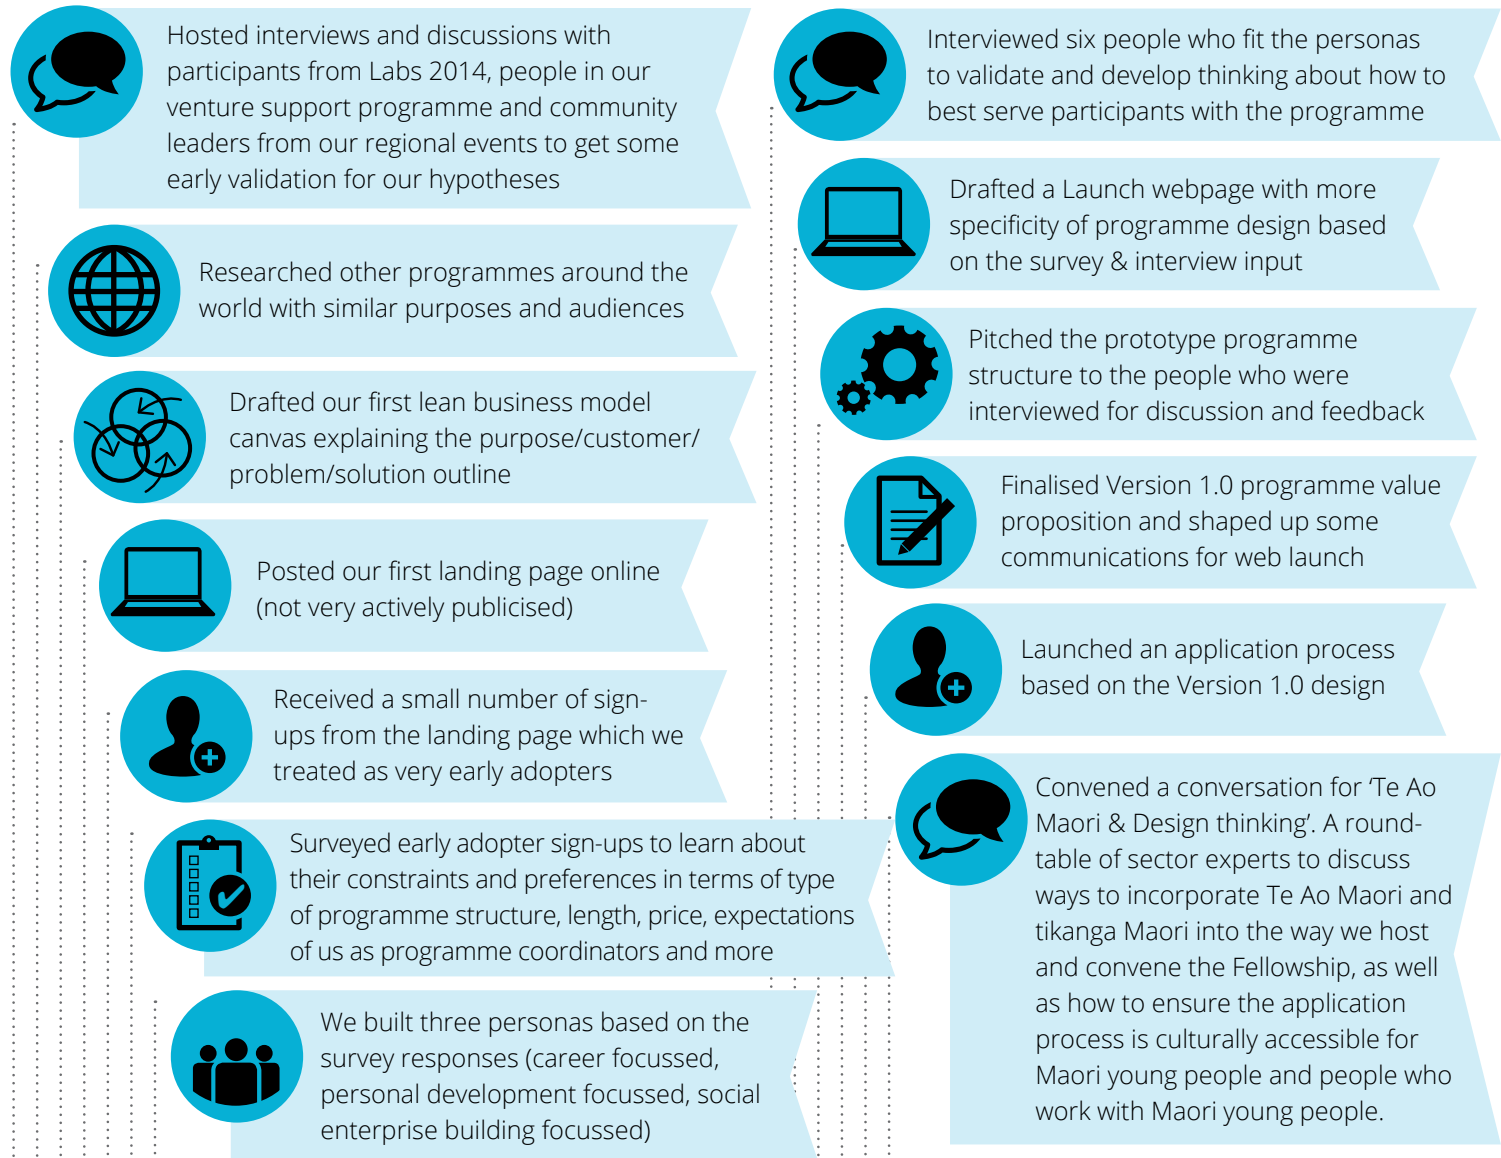 Hosted interviews and discussions with
participants from Labs 2014, people in our
venture support programme and community
leaders from our regional events to get some
early validation for our hypotheses
Researched other programmes around the
world with similar purposes and audiences
Drafted our first lean business model
canvas explaining the purpose/customer/
problem/solution outline
Posted our first landing page online
(not very actively publicised)
Received a small number of sign-
ups from the landing page which we
treated as very early adopters
Surveyed early adopter sign-ups to learn about
their constraints and preferences in terms of type
of programme structure, length, price, expectations
of us as programme coordinators and more
We built three personas based on the
survey responses (career focussed,
personal development focussed, social
enterprise building focussed)
Interviewed six people who fit the personas
to validate and develop thinking about how to
best serve participants with the programme
Drafted a Launch webpage with more
specificity of programme design based
on the survey & interview input
Pitched the prototype programme
structure to the people who were
interviewed for discussion and feedback
Finalised Version 1.0 programme value
proposition and shaped up some
communications for web launch
Launched an application process
based on the Version 1.0 design
Convened a conversation for ‘Te Ao
Maori & Design thinking’. A round-
table of sector experts to discuss
ways to incorporate Te Ao Maori and
tikanga Maori into the way we host
and convene the Fellowship, as well
as how to ensure the application
process is culturally accessible for
Maori young people and people who
work with Maori young people.